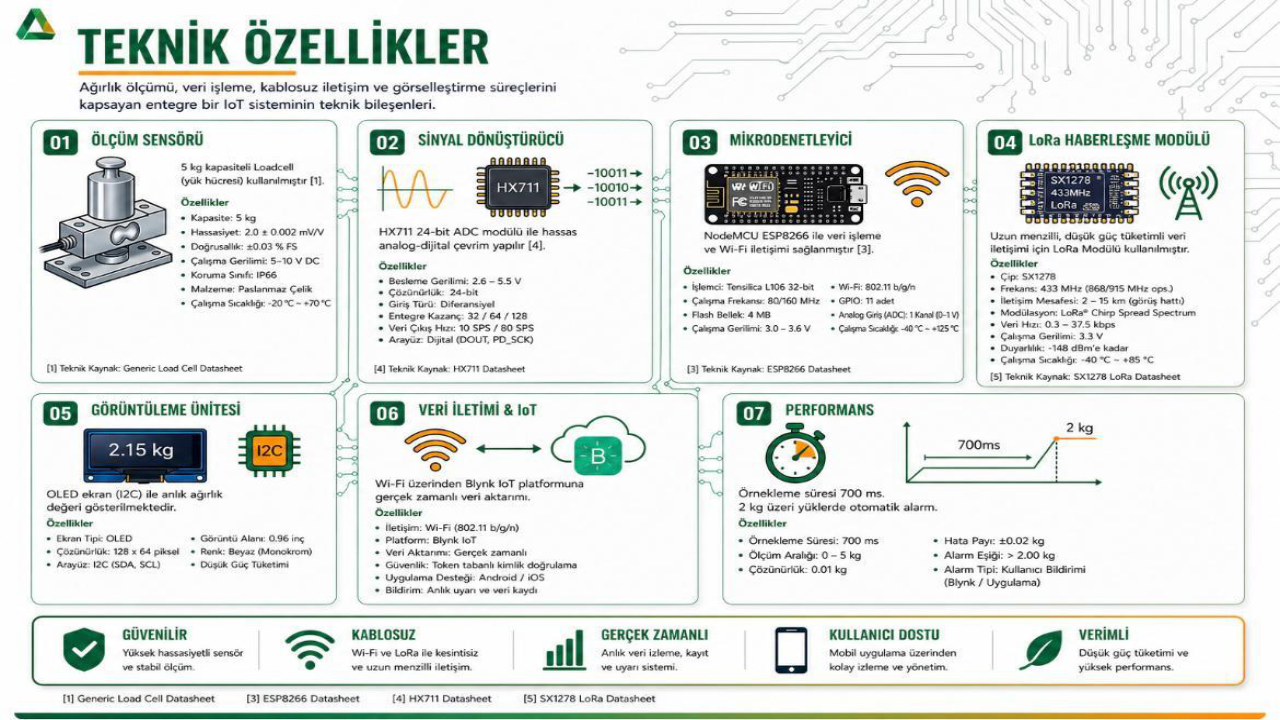 TEKNİK ÖZELLİKLER
Ağırlık ölçümü, veri işleme, kablosuz iletişim ve görselleştirme süreçlerini
kapsayan entegre bir IoT sisteminin teknik bileşenleri.
01 ÖLÇÜM SENSÖRÜ
5 kg kapasiteli Loadcell
(yük hücresi) kullanılmıştır [1].
Özellikler
• Kapasite: 5 kg
• Hassasiyet: 2.0 ± 0.002 mV/V
• Doğrusallık: ±0.03 % FS
• Çalışma Gerilimi: 5–10 V DC
• Koruma Sınıfı: IP66
• Malzeme: Paslanmaz Çelik
• Çalışma Sıcaklığı: -20 °C ~ +70 °C
[1] Teknik Kaynak: Generic Load Cell Datasheet
02 SİNYAL DÖNÜŞTÜRÜCÜ
HX711
−10011
−10010
−10011
HX711 24-bit ADC modülü ile hassas
analog-dijital çevrim yapılır [4].
Özellikler
• Besleme Gerilimi: 2.6 – 5.5 V
• Çözünürlük: 24-bit
• Giriş Türü: Diferansiyel
• Entegre Kazanç: 32 / 64 / 128
• Veri Çıkış Hızı: 10 SPS / 80 SPS
• Arayüz: Dijital (DOUT, PD_SCK)
[4] Teknik Kaynak: HX711 Datasheet
03 MİKRODENETLEYİCİ
WiFi
FC
NodeMCU ESP8266 ile veri işleme
ve Wi-Fi iletişimi sağlanmıştır [3].
Özellikler
• İşlemci: Tensilica L106 32-bit
• Çalışma Frekansı: 80/160 MHz
• Flash Bellek: 4 MB
• Çalışma Gerilimi: 3.0 – 3.6 V
• Wi-Fi: 802.11 b/g/n
• GPIO: 11 adet
• Analog Giriş (ADC): 1 Kanal (0–1 V)
• Çalışma Sıcaklığı: -40 °C ~ +125 °C
[3] Teknik Kaynak: ESP8266 Datasheet
04 LoRa HABERLEŞME MODÜLÜ
SX1278
433MHz
LoRa
Uzun menzilli, düşük güç tüketimli veri
iletişimi için LoRa Modülü kullanılmıştır.
Özellikler
• Çip: SX1278
• Frekans: 433 MHz (868/915 MHz ops.)
• İletişim Mesafesi: 2 – 15 km (görüş hattı)
• Modülasyon: LoRa® Chirp Spread Spectrum
• Veri Hızı: 0.3 – 37.5 kbps
• Çalışma Gerilimi: 3.3 V
• Duyarlılık: -148 dBm'e kadar
• Çalışma Sıcaklığı: -40 °C ~ +85 °C
[5] Teknik Kaynak: SX1278 LoRa Datasheet
05 GÖRÜNTÜLEME ÜNİTESİ
2.15 kg
I2C
OLED ekran (I2C) ile anlık ağırlık
değeri gösterilmektedir.
Özellikler
• Ekran Tipi: OLED
• Çözünürlük: 128 x 64 piksel
• Arayüz: I2C (SDA, SCL)
• Görüntü Alanı: 0.96 inç
• Renk: Beyaz (Monokrom)
• Düşük Güç Tüketimi
06 VERİ İLETİMİ & IoT
B
Wi-Fi üzerinden Blynk IoT platformuna
gerçek zamanlı veri aktarımı.
Özellikler
• İletişim: Wi-Fi (802.11 b/g/n)
• Platform: Blynk IoT
• Veri Aktarımı: Gerçek zamanlı
• Güvenlik: Token tabanlı kimlik doğrulama
• Uygulama Desteği: Android / iOS
• Bildirim: Anlık uyarı ve veri kaydı
07 PERFORMANS
700ms
2 kg
Örnekleme süresi 700 ms.
2 kg üzeri yüklerde otomatik alarm.
Özellikler
• Örnekleme Süresi: 700 ms
• Ölçüm Aralığı: 0 – 5 kg
• Çözünürlük: 0.01 kg
• Hata Payı: ±0.02 kg
• Alarm Eşiği: > 2.00 kg
• Alarm Tipi: Kullanıcı Bildirimi
(Blynk / Uygulama)
GÜVENİLİR
Yüksek hassasiyetli sensör
ve stabil ölçüm.
KABLOSUZ
Wi-Fi ve LoRa ile kesintisiz
ve uzun menzilli iletişim.
GERÇEK ZAMANLI
Anlık veri izleme, kayıt
ve uyarı sistemi.
KULLANICI DOSTU
Mobil uygulama üzerinden
kolay izleme ve yönetim.
VERİMLİ
Düşük güç tüketimi ve
yüksek performans.
[1] Generic Load Cell Datasheet [3] ESP8266 Datasheet [4] HX711 Datasheet [5] SX1278 LoRa Datasheet